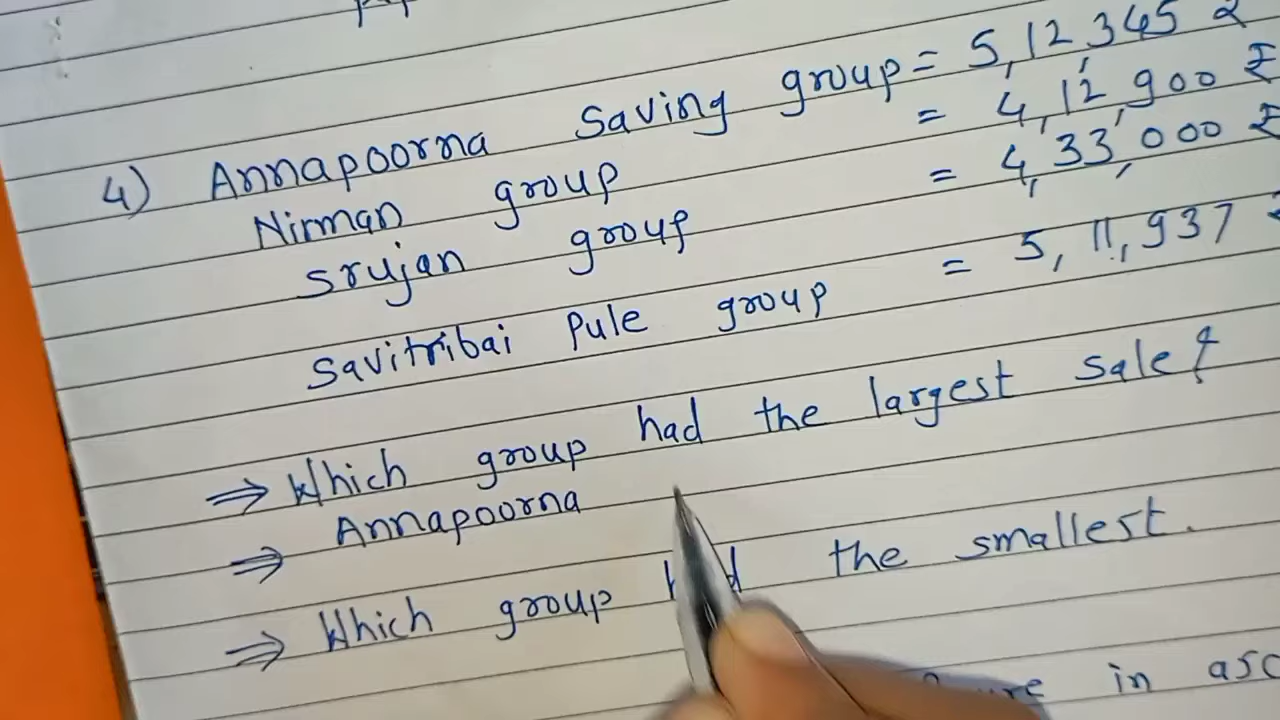 4) Annapoorna Saving group = 5,12,345 ₹
Nirman group = 4,12,900 ₹
Srujan group = 4,33,000 ₹
Savitribai Pule group = 5,11,937 ₹
⇒ Which group had the largest sale?
⇒ Annapoorna
⇒ Which group had the smallest.
in asc